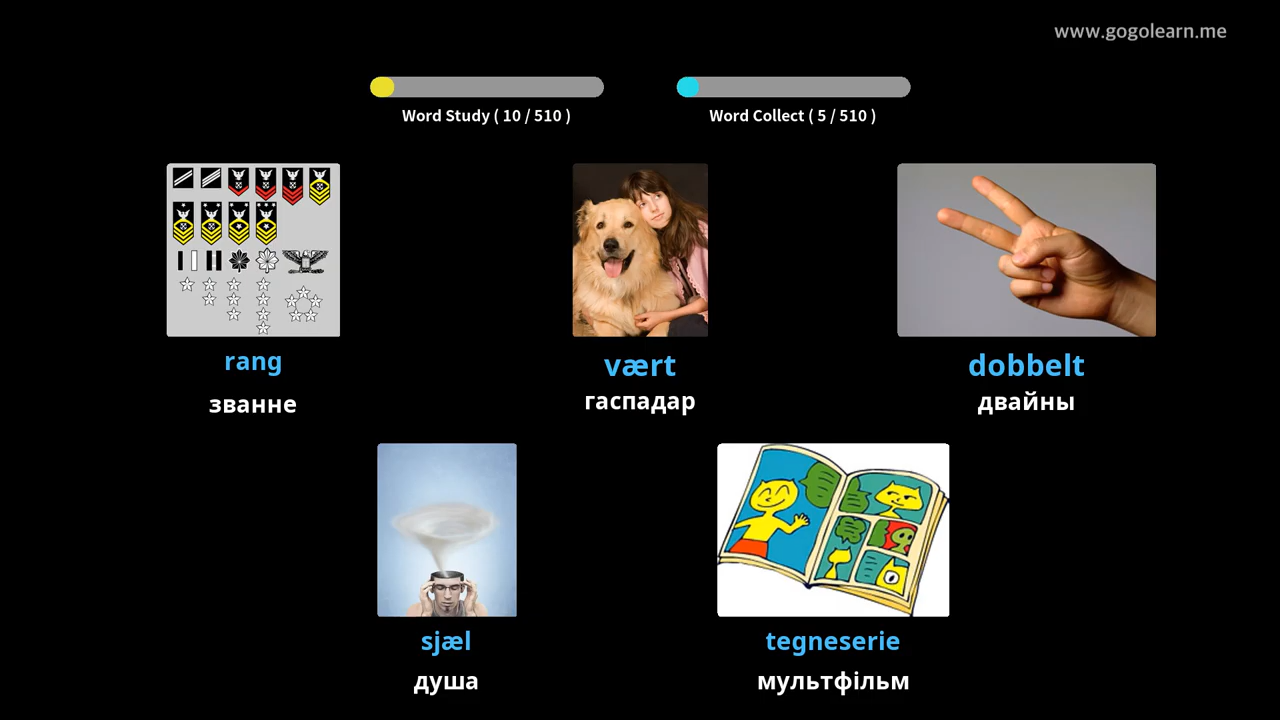 www.gogolearn.me
Word Study ( 10 / 510 )
Word Collect ( 5 / 510 )
rang
званне
vært
гаспадар
dobbelt
двайны
sjæl
душа
tegneserie
мультфільм